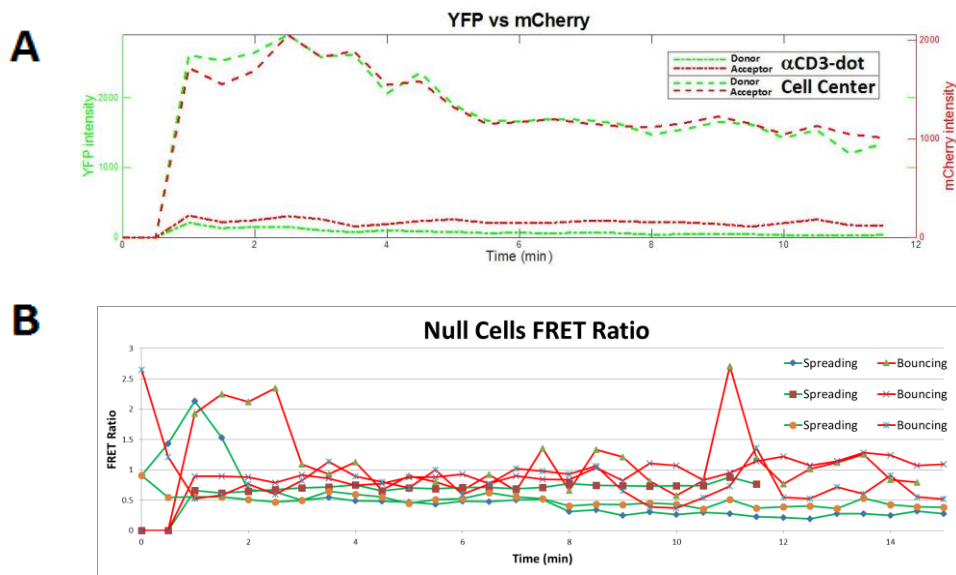 A
YFP vs mCherry
YFP intensity
2000
1000
0
Donor
Acceptor
αCD3-dot
Donor
Acceptor
Cell Center
2000
1000
0
mCherry intensity
0 2 4 6 8 10 12
Time (min)
B
Null Cells FRET Ratio
FRET Ratio
3
2.5
2
1.5
1
0.5
0
Spreading Bouncing
Spreading Bouncing
Spreading Bouncing
0 2 4 6 8 10 12 14
Time (min)